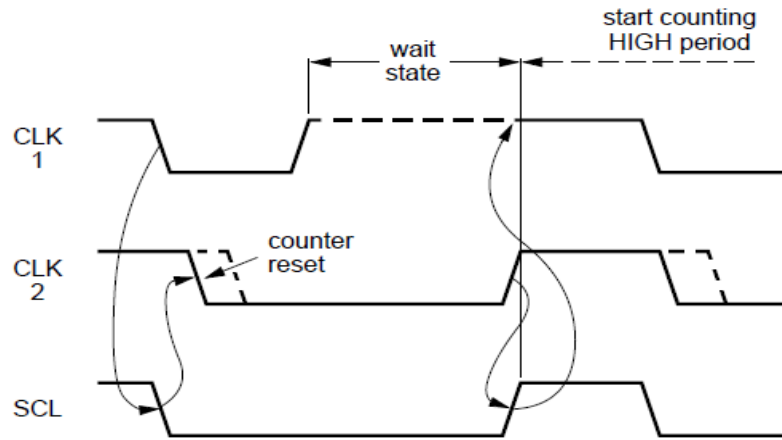 start counting
HIGH period
wait
state
CLK
1
counter
reset
CLK
2
SCL